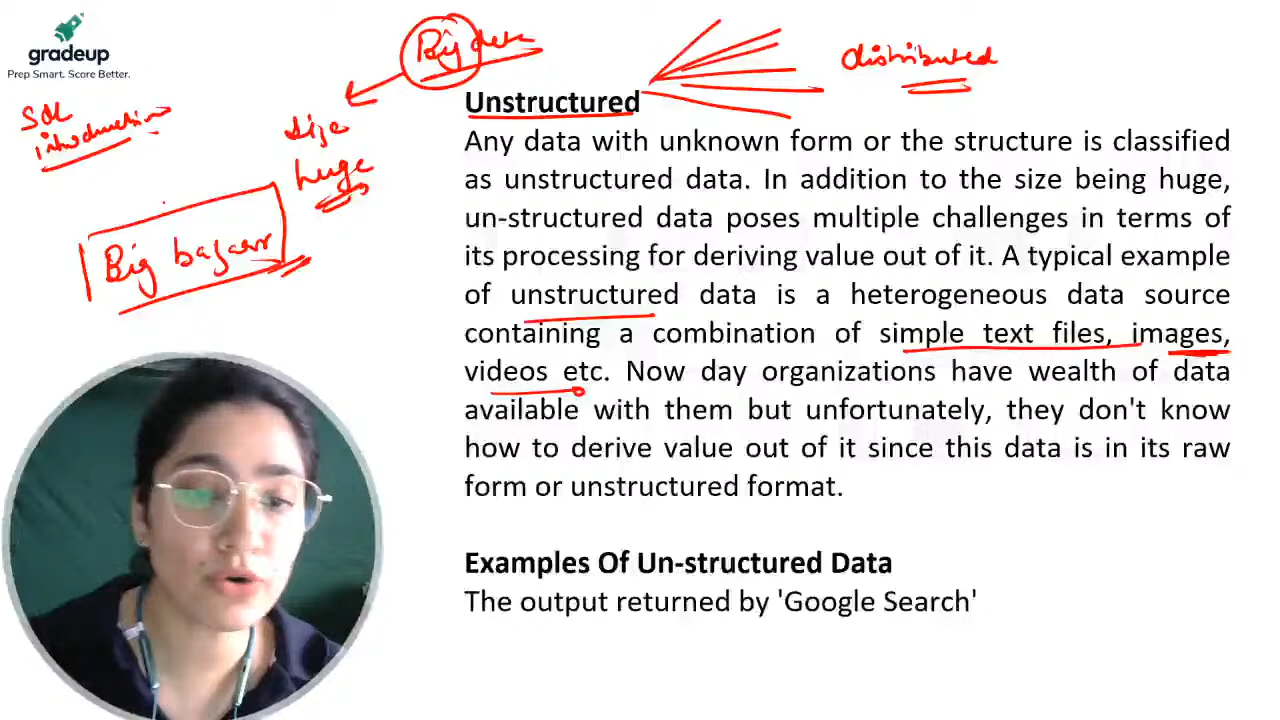 gradeup
Prep Smart. Score Better.
Big data
distributed
SQL
introduction
size
huge
Big bazaar
Unstructured
Any data with unknown form or the structure is classified
as unstructured data. In addition to the size being huge,
un-structured data poses multiple challenges in terms of
its processing for deriving value out of it. A typical example
of unstructured data is a heterogeneous data source
containing a combination of simple text files, images,
videos etc. Now day organizations have wealth of data
available with them but unfortunately, they don't know
how to derive value out of it since this data is in its raw
form or unstructured format.
Examples Of Un-structured Data
The output returned by 'Google Search'